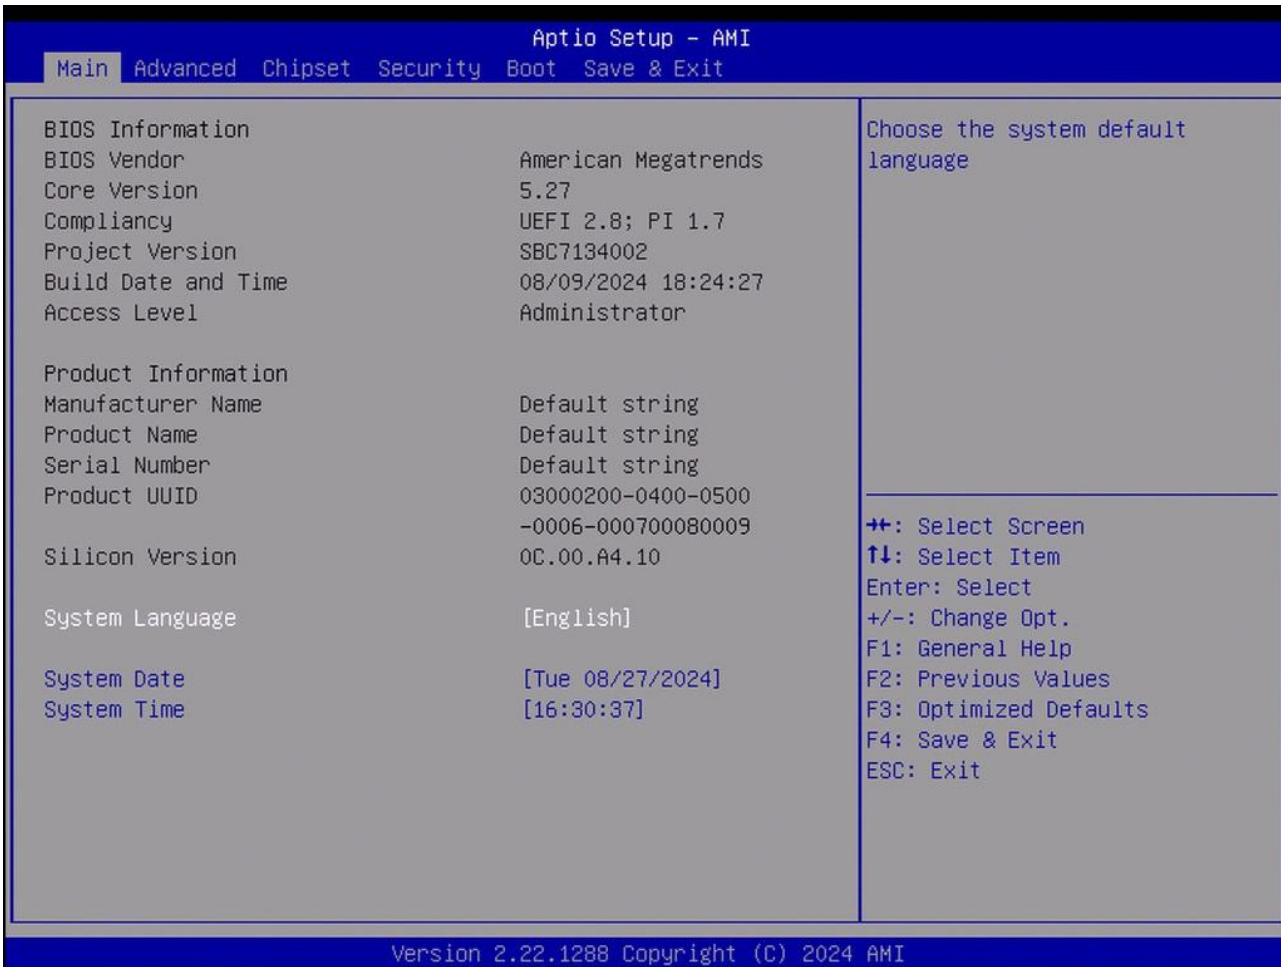 Aptio Setup – AMI
Main Advanced Chipset Security Boot Save & Exit
BIOS Information
BIOS Vendor American Megatrends
Core Version 5.27
Compliancy UEFI 2.8; PI 1.7
Project Version SBC7134002
Build Date and Time 08/09/2024 18:24:27
Access Level Administrator
Product Information
Manufacturer Name Default string
Product Name Default string
Serial Number Default string
Product UUID 03000200-0400-0500
-0006-000700080009
Silicon Version 0C.00.A4.10
System Language [English]
System Date [Tue 08/27/2024]
System Time [16:30:37]
Choose the system default
language
→←: Select Screen
↑↓: Select Item
Enter: Select
+/-: Change Opt.
F1: General Help
F2: Previous Values
F3: Optimized Defaults
F4: Save & Exit
ESC: Exit
Version 2.22.1288 Copyright (C) 2024 AMI